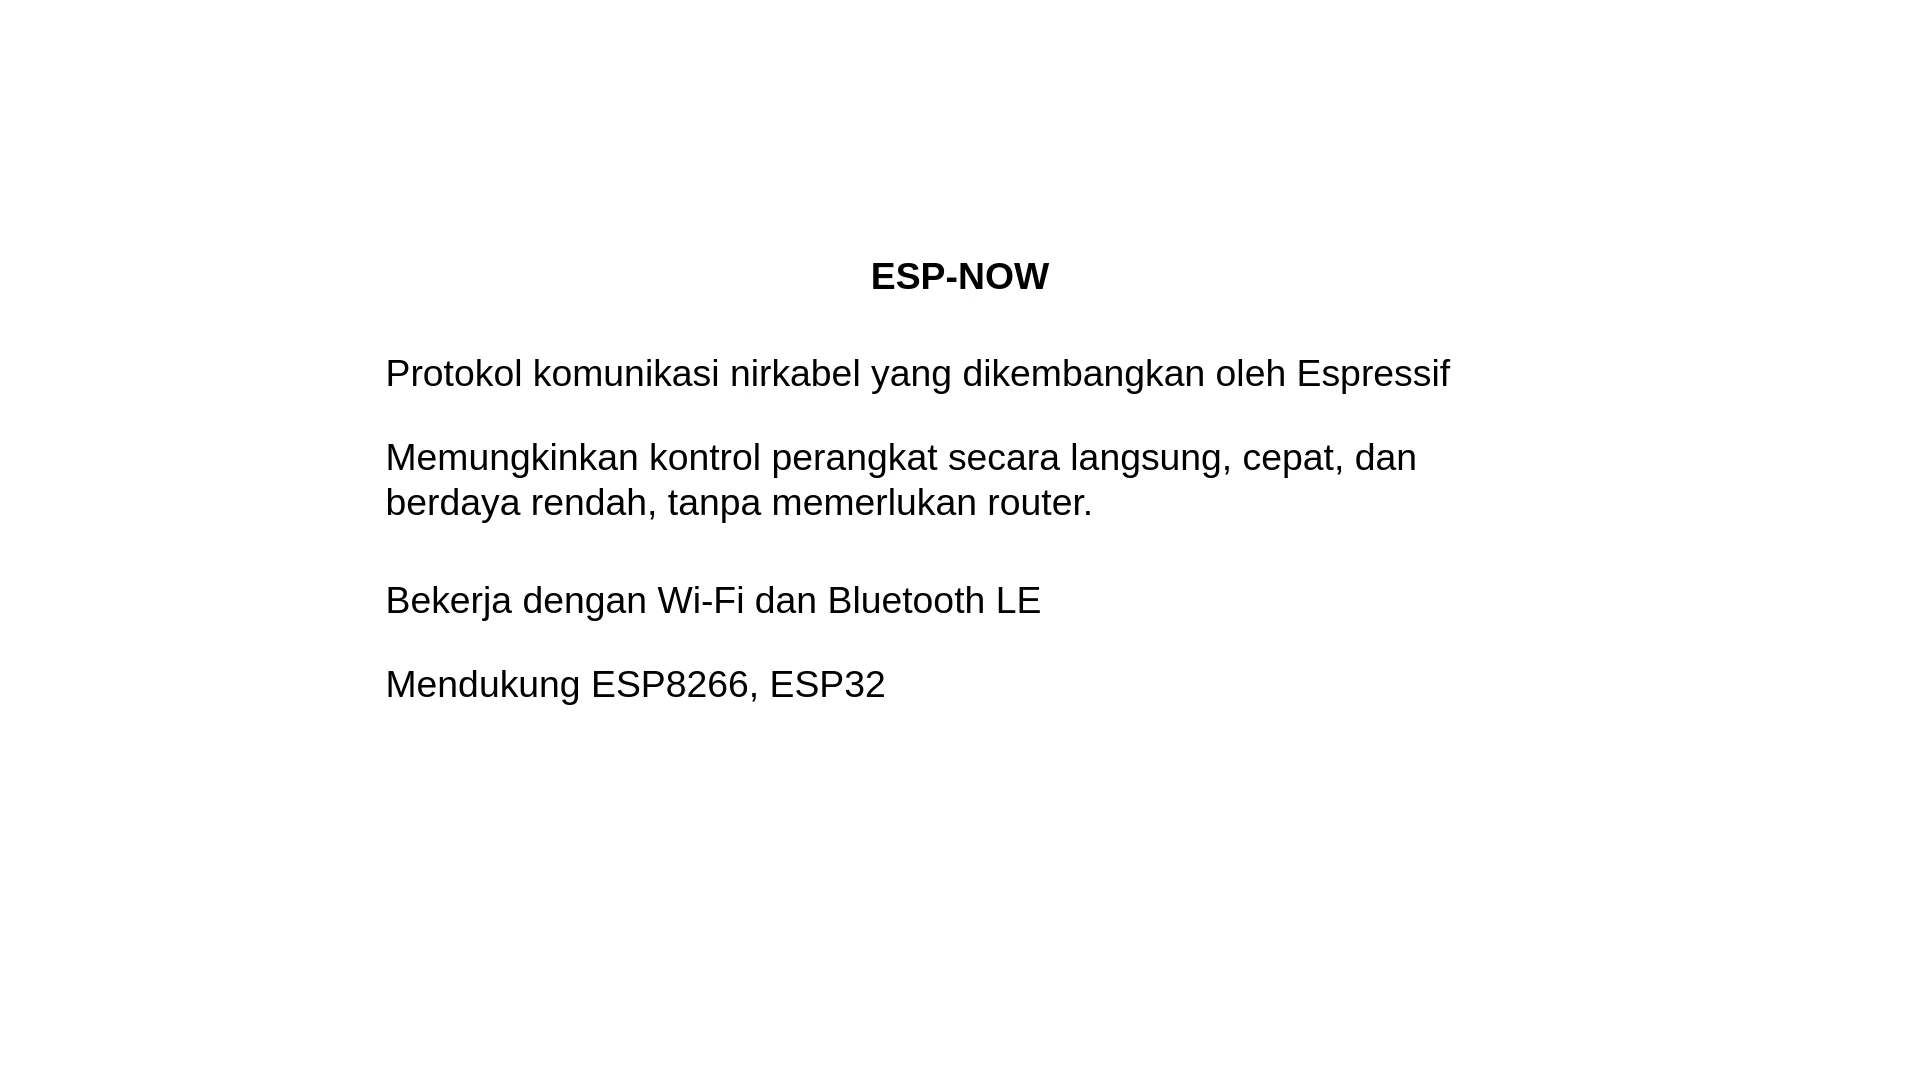 ESP-NOW
Protokol komunikasi nirkabel yang dikembangkan oleh Espressif
Memungkinkan kontrol perangkat secara langsung, cepat, dan
berdaya rendah, tanpa memerlukan router.
Bekerja dengan Wi-Fi dan Bluetooth LE
Mendukung ESP8266, ESP32